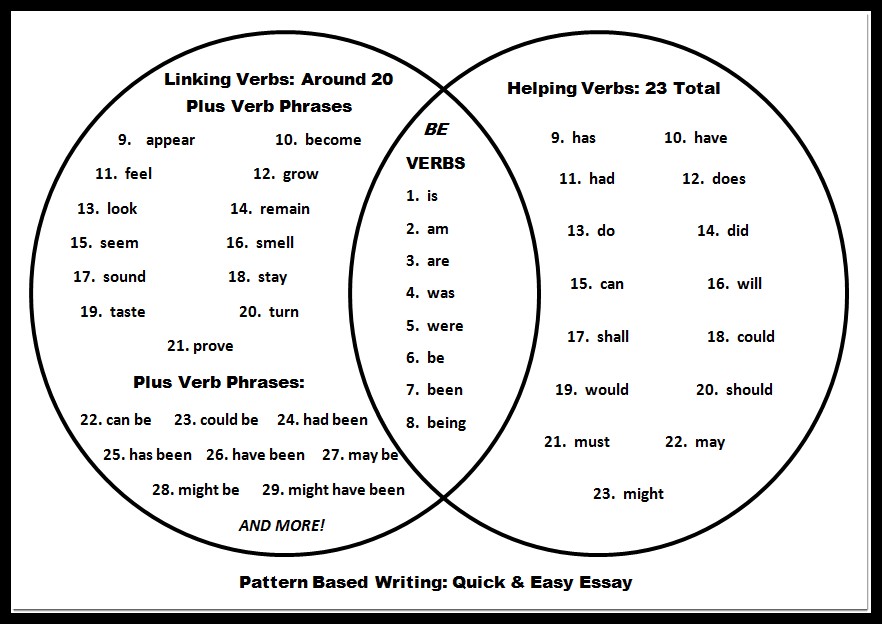 Linking Verbs: Around 20
Plus Verb Phrases
9. appear 10. become
11. feel 12. grow
13. look 14. remain
15. seem 16. smell
17. sound 18. stay
19. taste 20. turn
21. prove
Plus Verb Phrases:
22. can be 23. could be 24. had been
25. has been 26. have been 27. may be
28. might be 29. might have been
AND MORE!
BE
VERBS
1. is
2. am
3. are
4. was
5. were
6. be
7. been
8. being
Helping Verbs: 23 Total
9. has 10. have
11. had 12. does
13. do 14. did
15. can 16. will
17. shall 18. could
19. would 20. should
21. must 22. may
23. might
Pattern Based Writing: Quick & Easy Essay